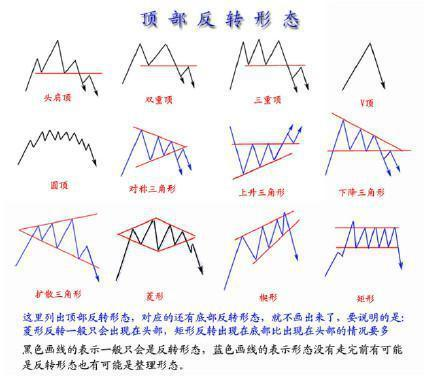 顶部反转形态
头肩顶 双重顶 三重顶 V顶
圆顶 对称三角形 上升三角形 下降三角形
扩散三角形 菱形 楔形 矩形
这里列出顶部反转形态，对应的还有底部反转形态，就不画出来了，要说明的是:
菱形反转一般只会出现在头部，矩形反转出现在底部比出现在头部的情况要多
黑色画线的表示一般只会是反转形态，蓝色画线的表示形态没有走完前有可能
是反转形态也有可能是整理形态。